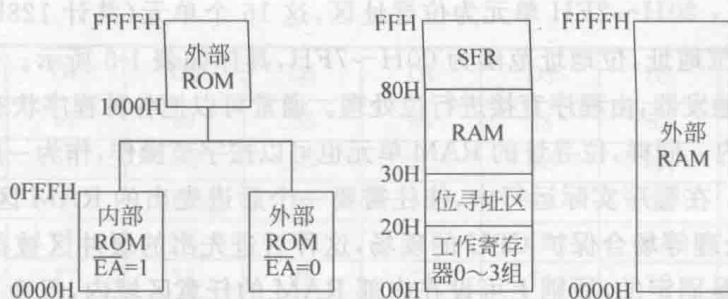 FFFFH
外部
ROM
1000H
0FFFH
内部
ROM
EA=1
0000H
外部
ROM
EA=0
FFH
SFR
80H
RAM
30H
位寻址区
20H
工作寄存
器0～3组
00H
FFFFH
外部
RAM
0000H